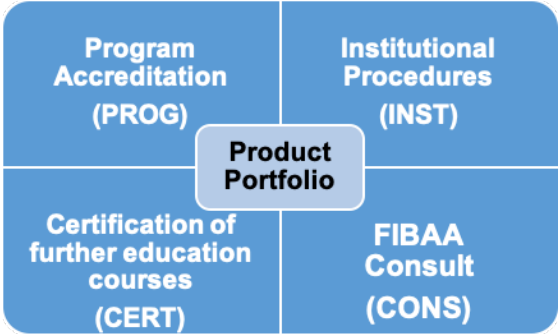 Program
Accreditation
(PROG)
Institutional
Procedures
(INST)
Product
Portfolio
Certification of
further education
courses
(CERT)
FIBAA
Consult
(CONS)